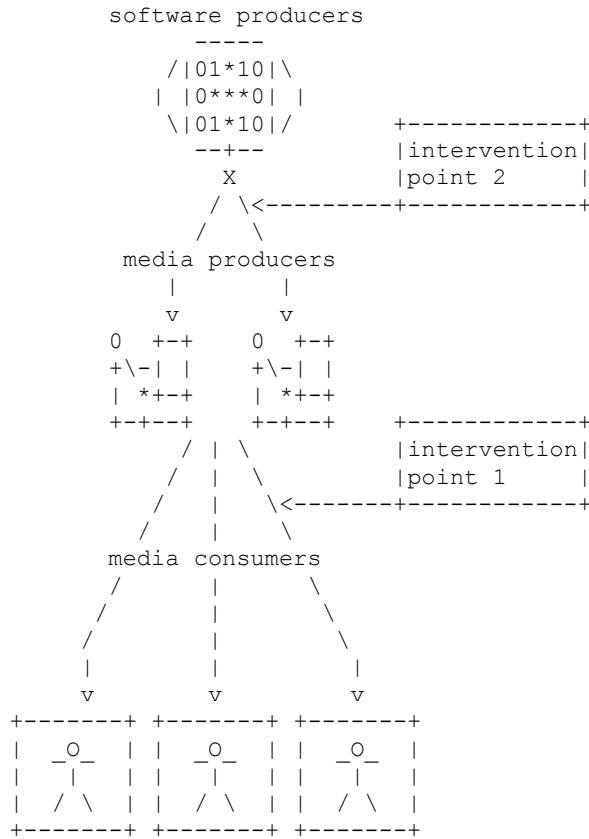 software producers
01*10
0***0
01*10
intervention
point 2
X
media producers
intervention
point 1
media consumers